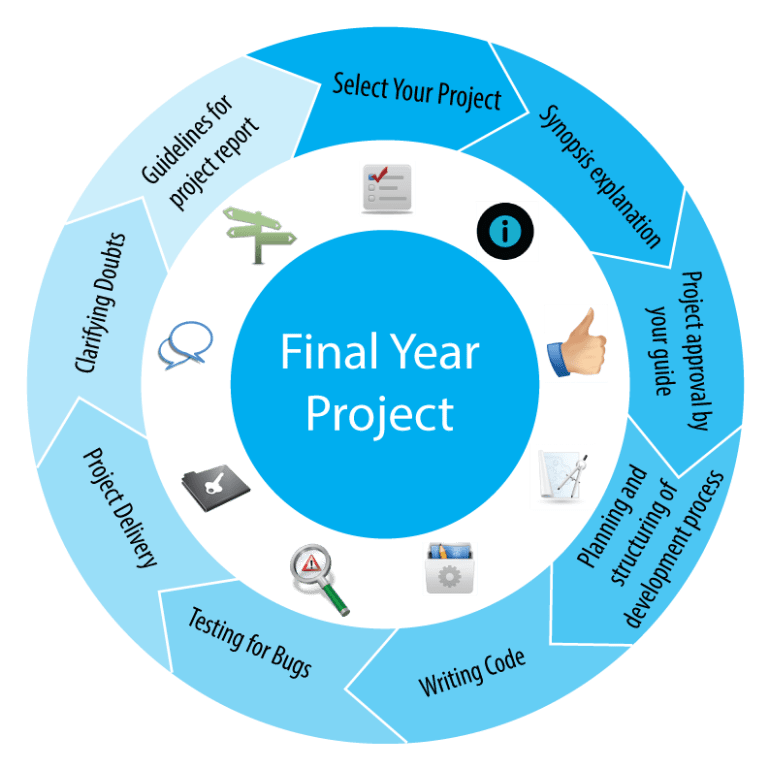 Select Your Project
Synopsis explanation
Project approval by
your guide
Planning and
structuring of
development process
Writing Code
Testing for Bugs
Project Delivery
Clarifying Doubts
Guidelines for
project report
Final Year
Project